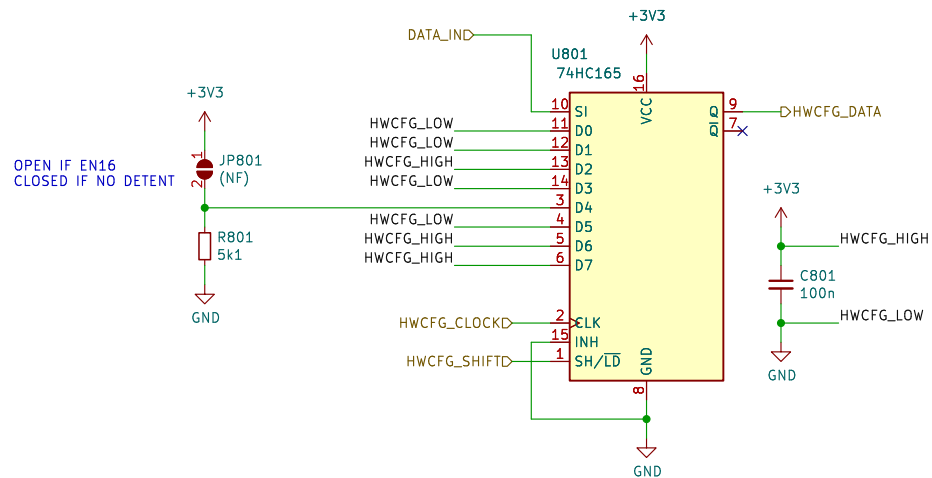 +3V3
DATA_IN
U801
74HC165
16
VCC
+3V3
10 SI
Q 9 HWCFG_DATA
HWCFG_LOW 11 D0
Q 7
HWCFG_LOW 12 D1
1
JP801
OPEN IF EN16
HWCFG_HIGH 13 D2
CLOSED IF NO DETENT
2
(NF)
HWCFG_LOW 14 D3
+3V3
3 D4
HWCFG_LOW 4 D5
R801
5k1
HWCFG_HIGH 5 D6
HWCFG_HIGH
HWCFG_HIGH 6 D7
C801
100n
GND
HWCFG_CLOCK 2 CLK
HWCFG_LOW
15 INH
HWCFG_SHIFT 1 SH/LD
GND
8
GND
GND